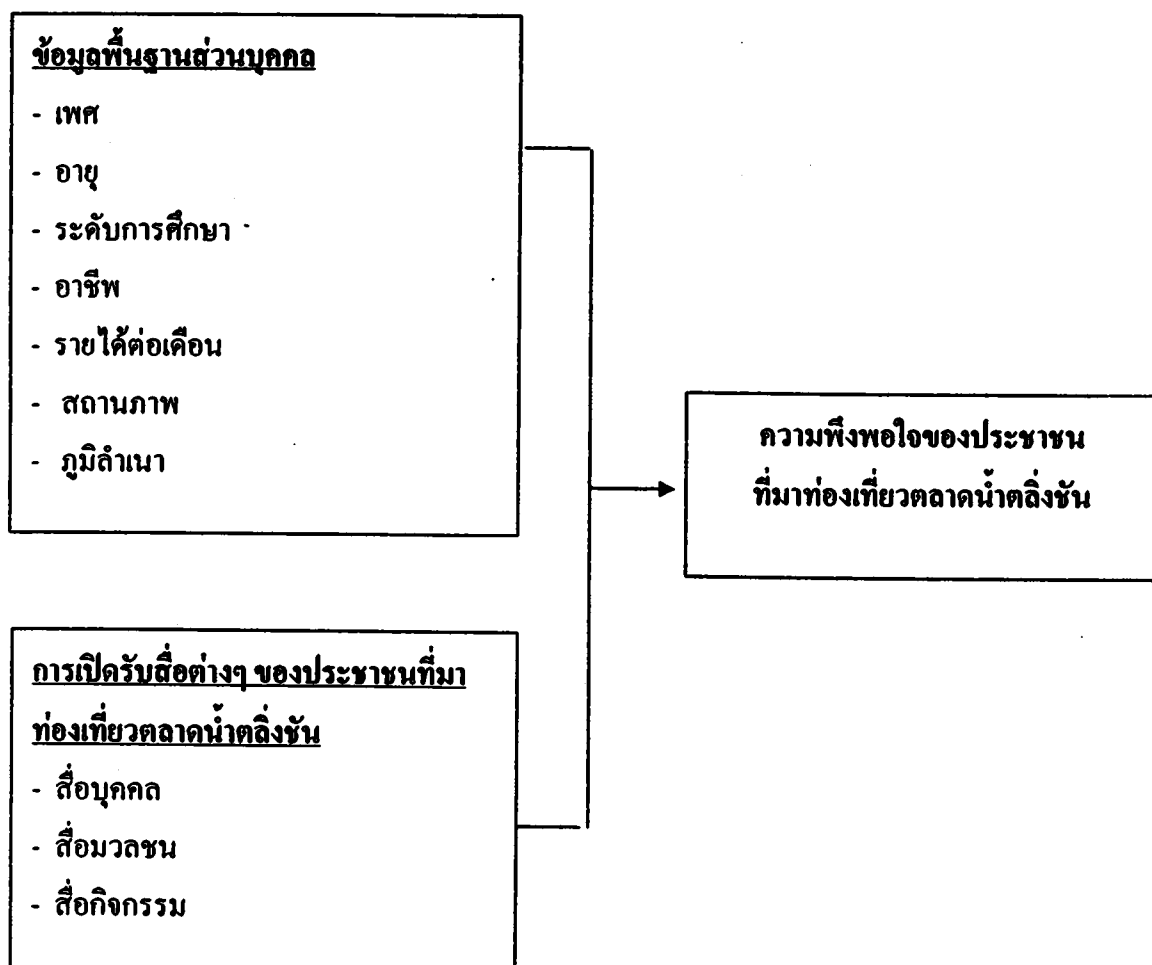 ข้อมูลพื้นฐานส่วนบุคคล
- เพศ
- อายุ
- ระดับการศึกษา
- อาชีพ
- รายได้ต่อเดือน
- สถานภาพ
- ภูมิลำเนา
ความพึงพอใจของประชาชน
ที่มาท่องเที่ยวตลาดน้ำตลิ่งชัน
การเปิดรับสื่อต่างๆ ของประชาชนที่มา
ท่องเที่ยวตลาดน้ำตลิ่งชัน
- สื่อบุคคล
- สื่อมวลชน
- สื่อกิจกรรม